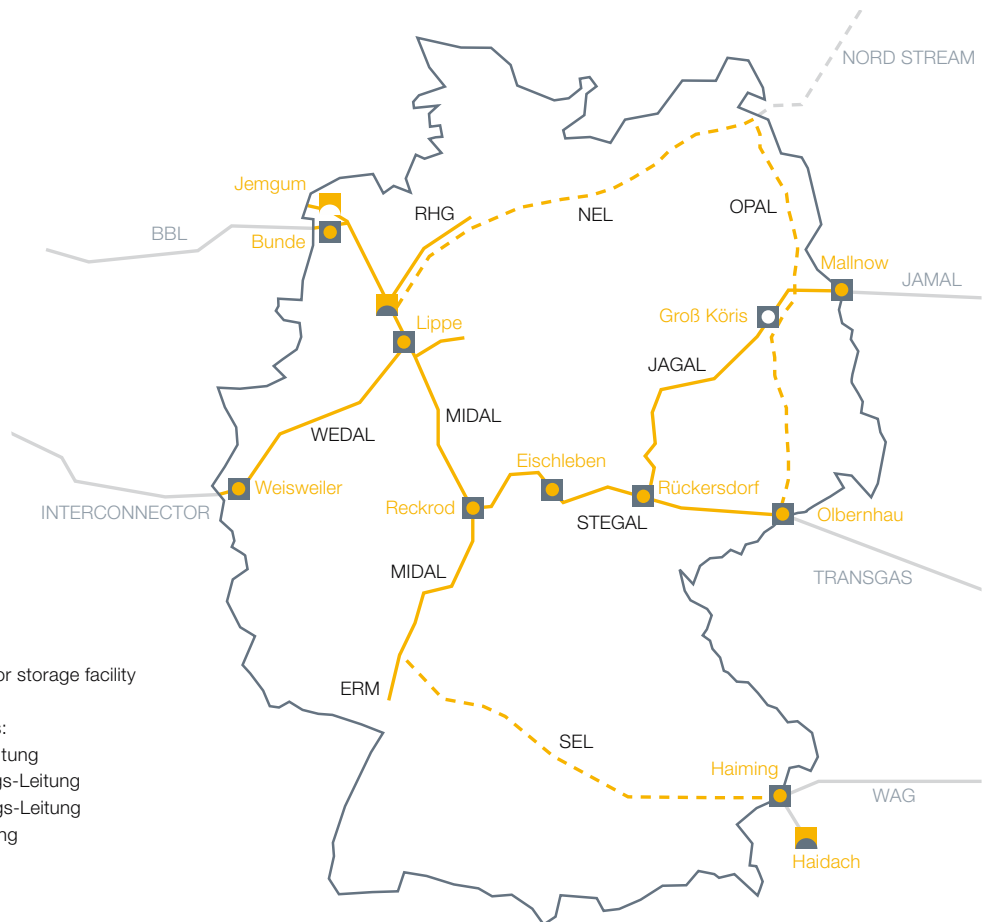 NORD STREAM
Jemgum
RHG
NEL
OPAL
BBL
Bunde
Mallnow
JAMAL
Groß Köris
Lippe
JAGAL
WEDAL
MIDAL
Eischleben
Weisweiler
Reckrod
Rückersdorf
INTERCONNECTOR
STEGAL
Olbernhau
MIDAL
TRANSGAS
or storage facility
ERM
s:
tung
SEL
gs-Leitung
Haiming
WAG
gs-Leitung
ng
Haidach